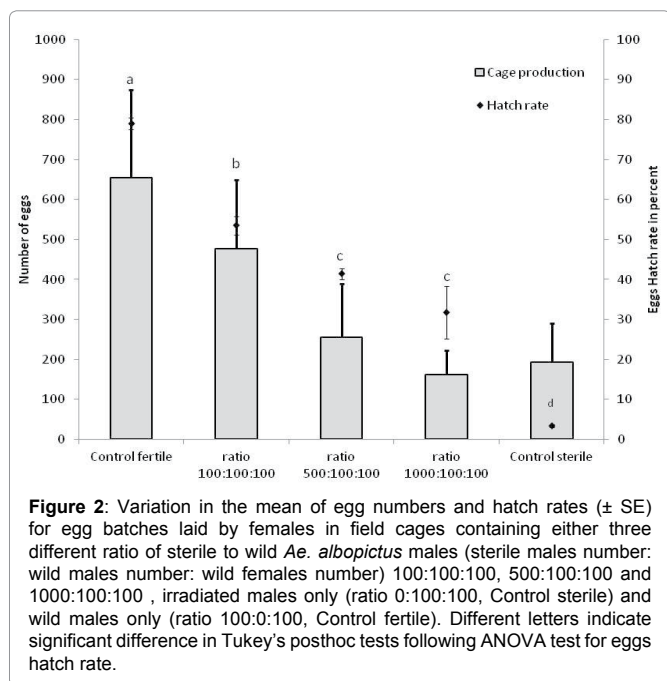 1000
900
800
700
600
500
400
300
200
100
0
Number of eggs
100
90
80
70
60
50
40
30
20
10
0
Eggs Hatch rate in percent
Cage production
Hatch rate
a
b
c
c
d
Control fertile
ratio
100:100:100
ratio
500:100:100
ratio
1000:100:100
Control sterile
Figure 2: Variation in the mean of egg numbers and hatch rates (± SE)
for egg batches laid by females in field cages containing either three
different ratio of sterile to wild Ae. albopictus males (sterile males number:
wild males number: wild females number) 100:100:100, 500:100:100 and
1000:100:100 , irradiated males only (ratio 0:100:100, Control sterile) and
wild males only (ratio 100:0:100, Control fertile). Different letters indicate
significant difference in Tukey's posthoc tests following ANOVA test for eggs
hatch rate.